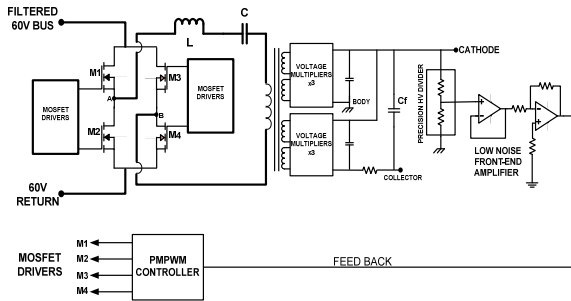 FILTERED
60V BUS
L
C
M1
M3
MOSFET
DRIVERS
A
B
MOSFET
DRIVERS
M2
M4
60V
RETURN
VOLTAGE
MULTIPLIERS
x3
BODY
VOLTAGE
MULTIPLIERS
x3
Cf
CATHODE
COLLECTOR
PRECISION HV DIVIDER
LOW NOISE
FRONT-END
AMPLIFIER
MOSFET
DRIVERS
M1
M2
M3
M4
PMPWM
CONTROLLER
FEED BACK